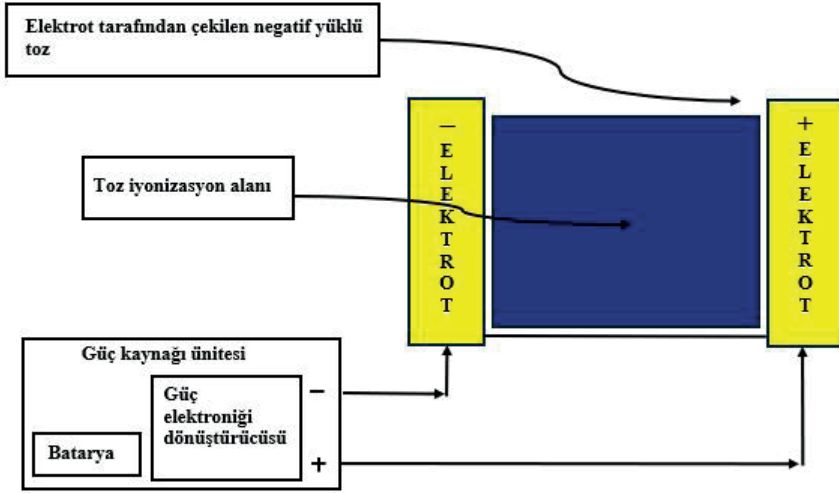 Elektrot tarafından çekilen negatif yüklü
toz
Toz iyonizasyon alanı
–
E
L
E
K
T
R
O
T
+
E
L
E
K
T
R
O
T
Güç kaynağı ünitesi
Batarya
Güç
elektroniği
dönüştürücüsü
–
+